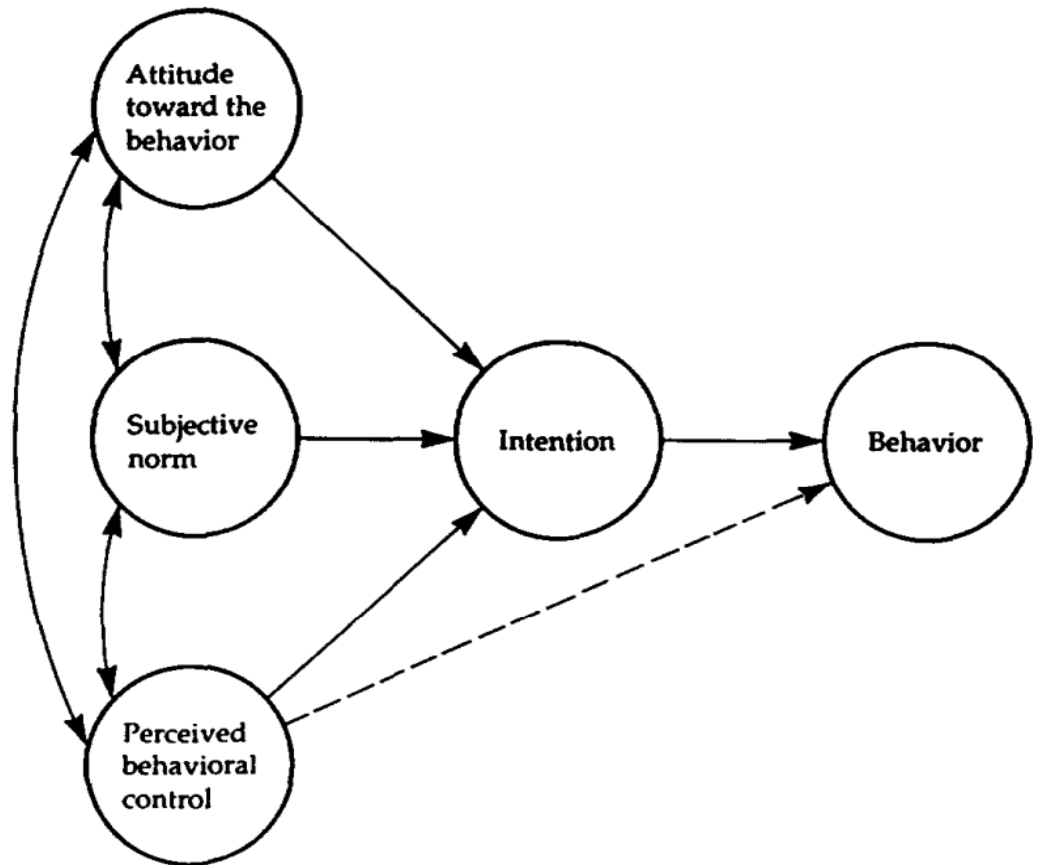 Attitude
toward the
behavior
Subjective
norm
Intention
Behavior
Perceived
behavioral
control